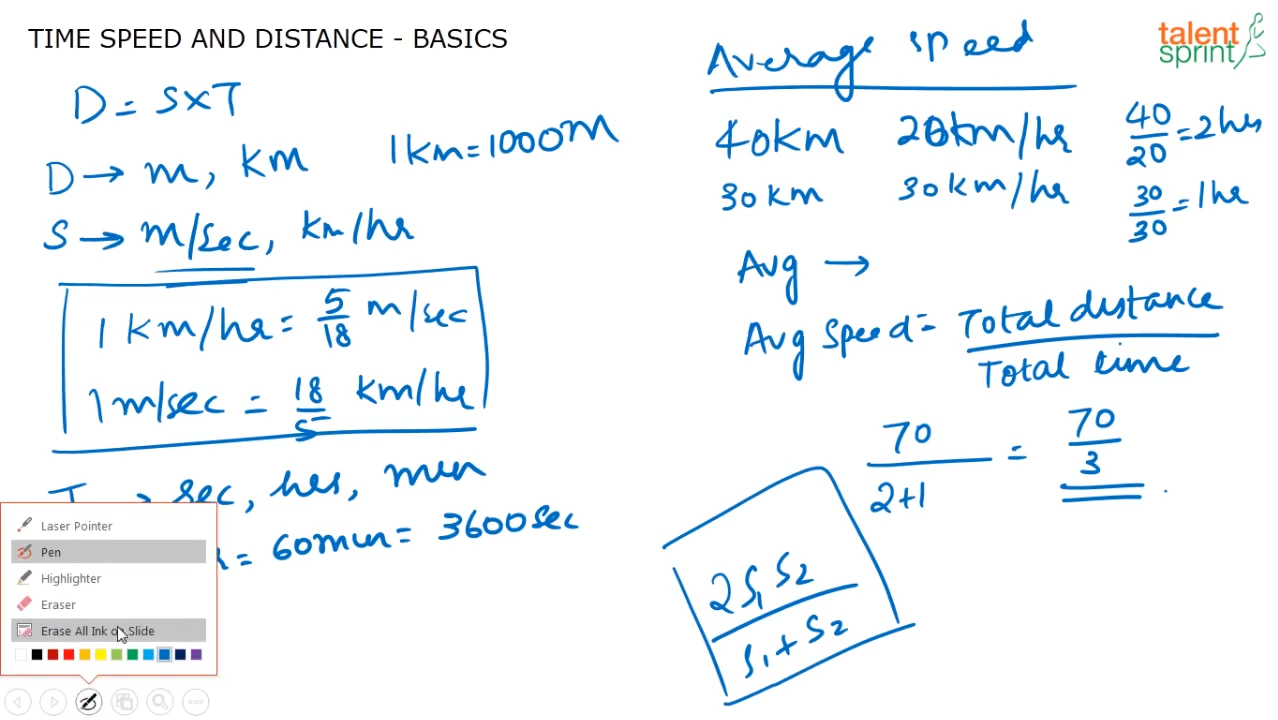 TIME SPEED AND DISTANCE - BASICS
talent
sprint
D = S×T
D → m, km
1km=1000m
S → m/sec, km/hr
1 km/hr = 5/18 m/sec
1m/sec = 18/5 km/hr
T → sec, hrs, min
= 60min = 3600sec
Average speed
40km 20km/hr 40/20 = 2hrs
30km 30km/hr 30/30 = 1hr
Avg →
Avg Speed = Total distance / Total time
70 / 2+1 = 70/3
2S₁S₂ / S₁+S₂
Laser Pointer
Pen
Highlighter
Eraser
Erase All Ink on Slide